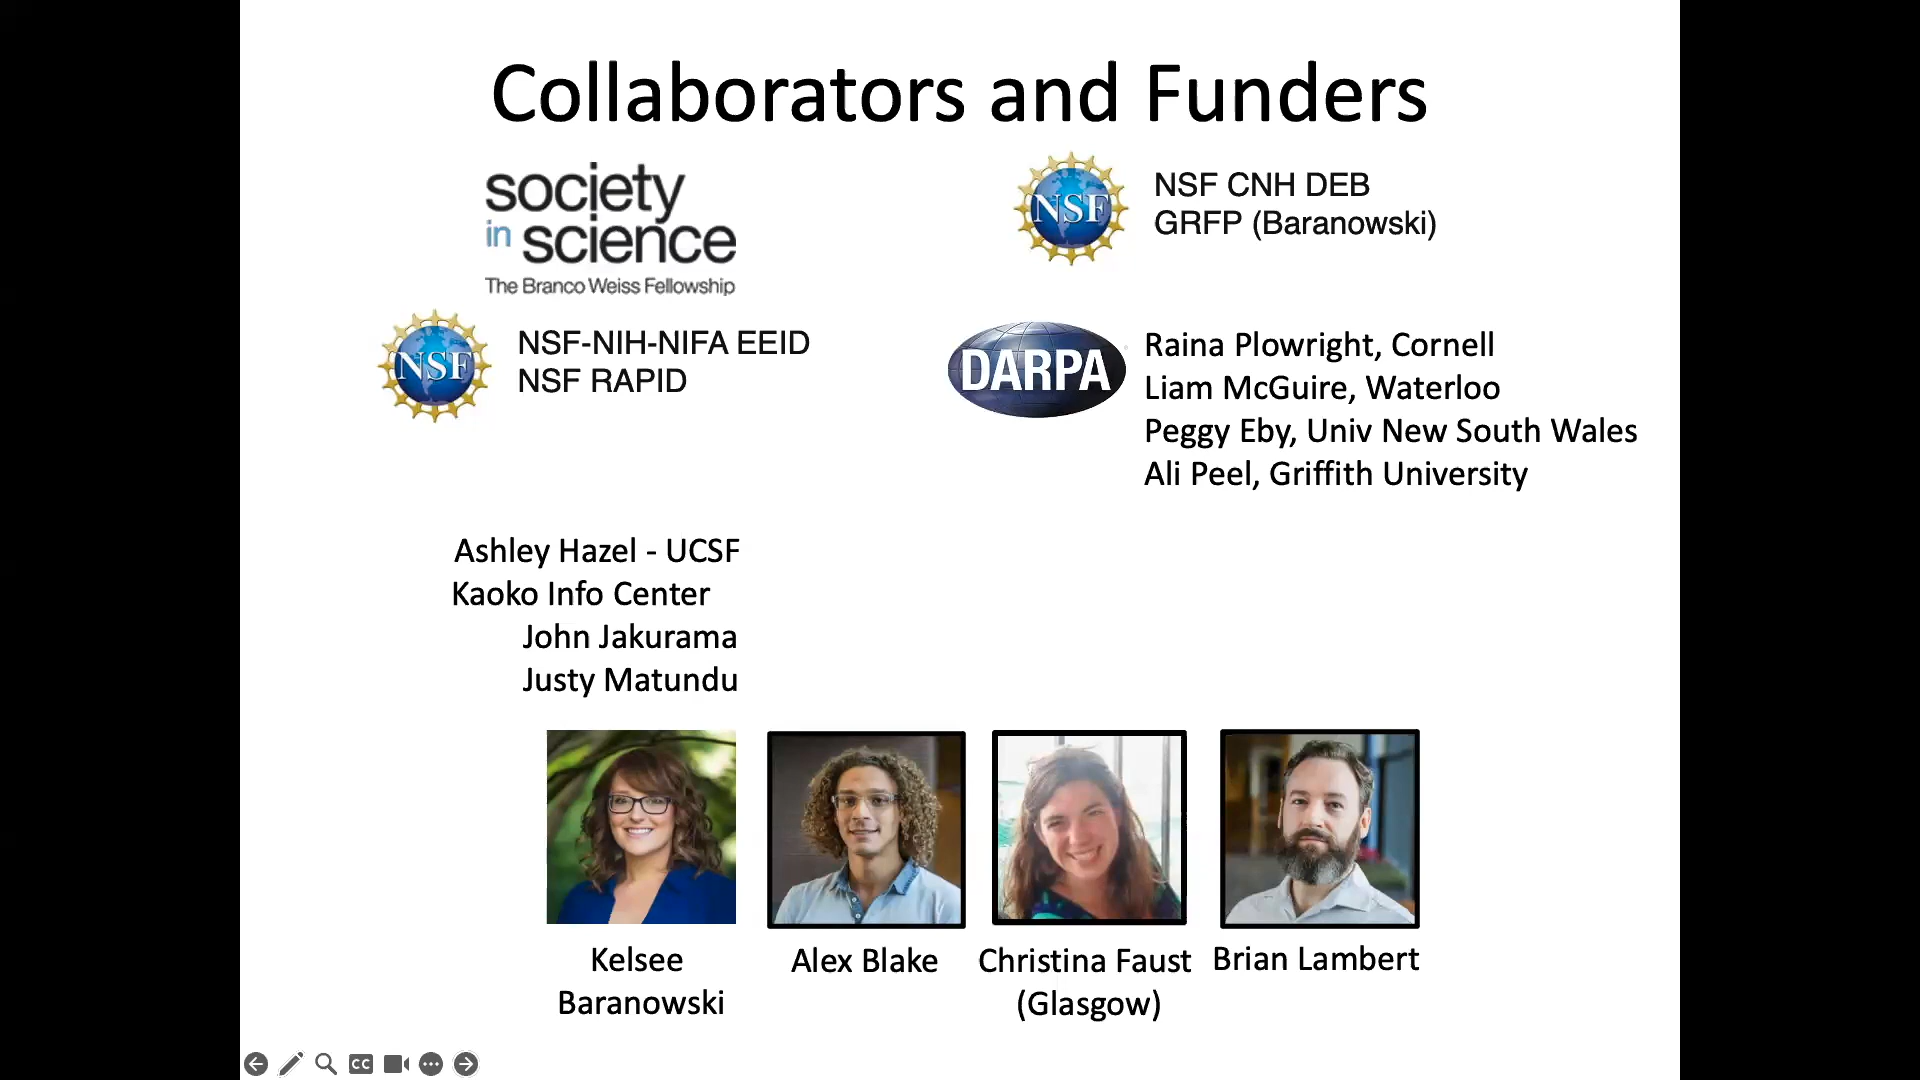 Collaborators and Funders
society
in science
The Branco Weiss Fellowship
NSF
NSF CNH DEB
GRFP (Baranowski)
NSF
NSF-NIH-NIFA EEID
NSF RAPID
DARPA
Raina Plowright, Cornell
Liam McGuire, Waterloo
Peggy Eby, Univ New South Wales
Ali Peel, Griffith University
Ashley Hazel - UCSF
Kaoko Info Center
John Jakurama
Justy Matundu
Kelsee
Baranowski
Alex Blake
Christina Faust
(Glasgow)
Brian Lambert
CC